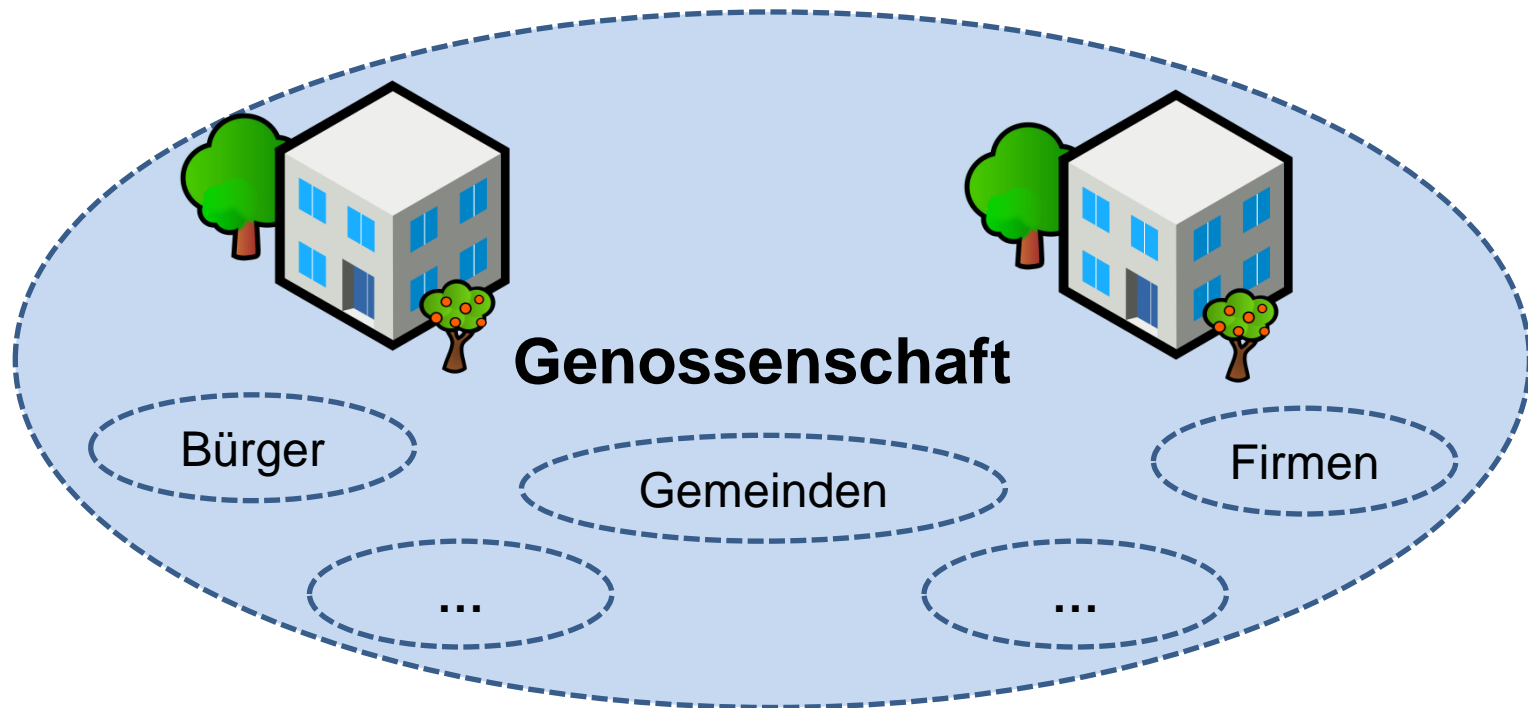 Genossenschaft
Bürger
Gemeinden
Firmen
...
...